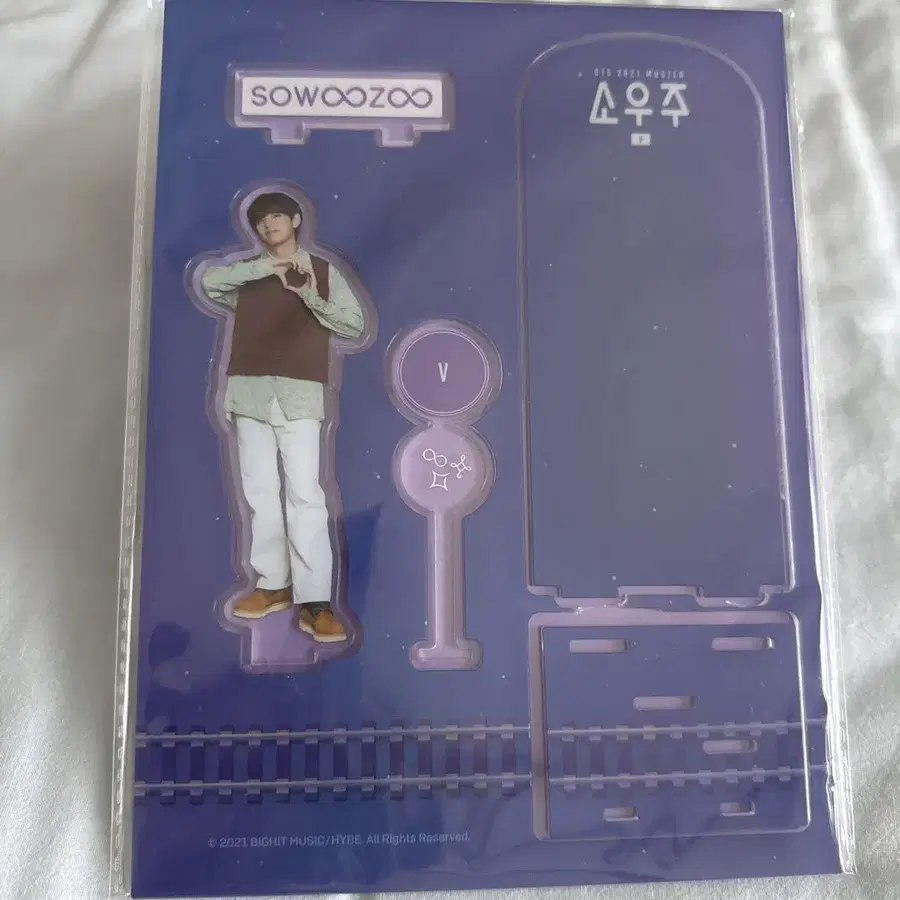 SOWOOZOO
BTS 2021 MUSTER
소우주
V
V
© 2021 BIGHIT MUSIC/HYBE. All Rights Reserved.